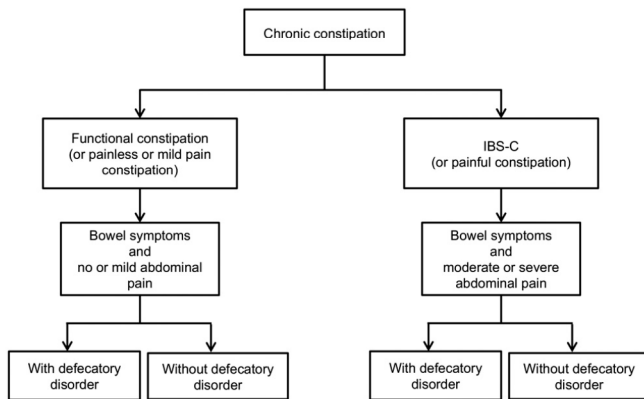 Chronic constipation
Functional constipation
(or painless or mild pain
constipation)
IBS-C
(or painful constipation)
Bowel symptoms
and
no or mild abdominal
pain
Bowel symptoms
and
moderate or severe
abdominal pain
With defecatory
disorder
Without defecatory
disorder
With defecatory
disorder
Without defecatory
disorder